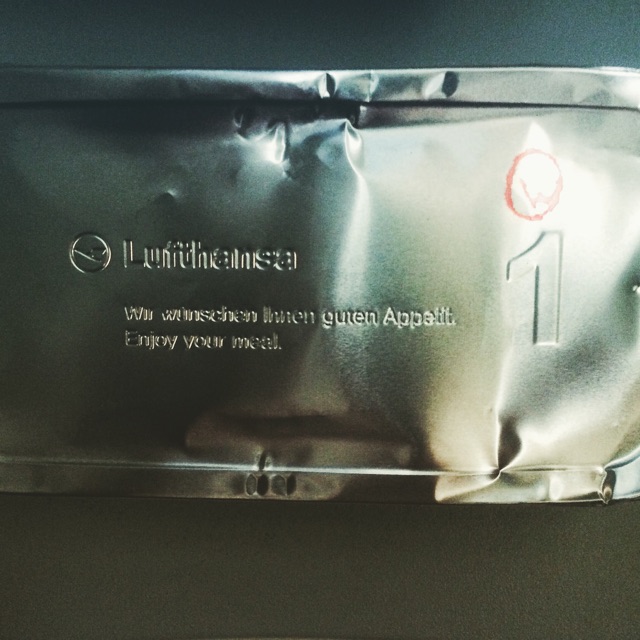 Lufthansa
Wir wünschen Ihnen guten Appetit.
Enjoy your meal.
W
1